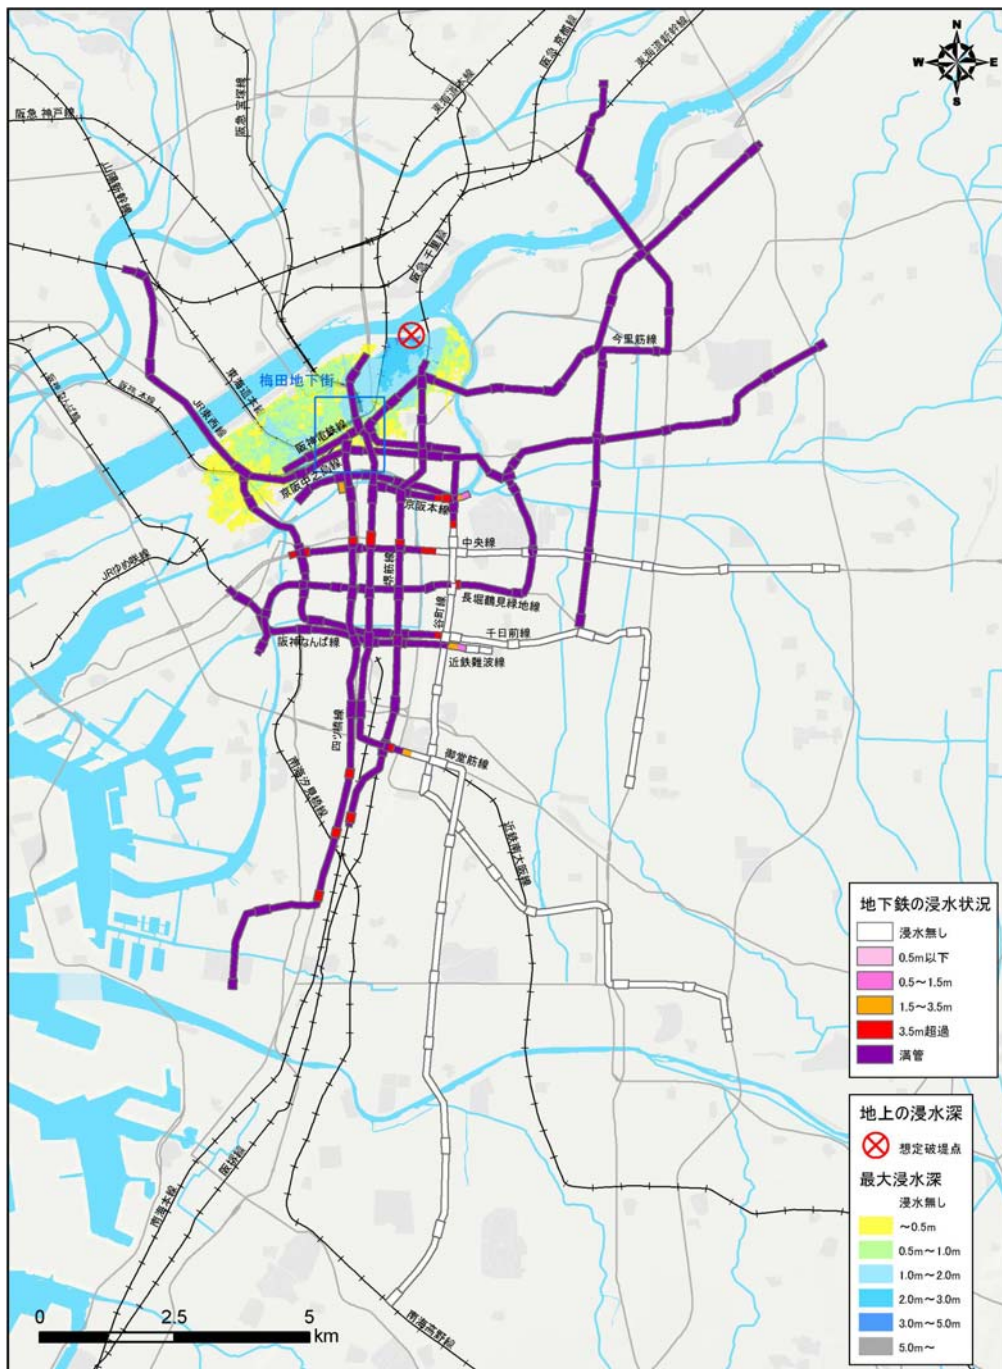 N
W
E
S
阪急 京都線
東海道新幹線
東海道本線
阪急 宝塚線
阪急 神戸線
山陽新幹線
阪急 千里線
今里筋線
梅田地下街
東海道本線
阪神 本線
阪神なんば線
JR東西線
阪神電鉄線
京阪中之島線
京阪本線
中央線
JRゆめ咲線
堺筋線
長堀鶴見緑地線
谷町線
千日前線
阪神なんば線
近鉄難波線
四ツ橋線
御堂筋線
南海汐見橋線
近鉄南大阪線
地下鉄の浸水状況
浸水無し
0.5m以下
0.5～1.5m
1.5～3.5m
3.5m超過
満管
地上の浸水深
想定破堤点
最大浸水深
浸水無し
～0.5m
0.5m～1.0m
1.0m～2.0m
2.0m～3.0m
3.0m～5.0m
5.0m～
阪堺線
南海本線
南海高野線
0
2.5
5
km